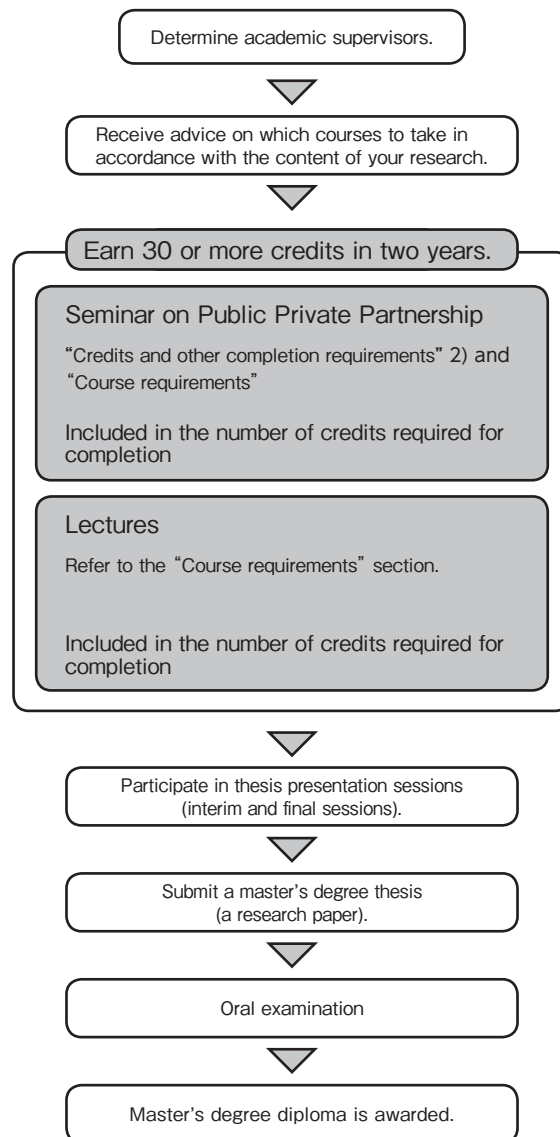 Determine academic supervisors.
Receive advice on which courses to take in
accordance with the content of your research.
Earn 30 or more credits in two years.
Seminar on Public Private Partnership
“Credits and other completion requirements” 2) and
“Course requirements”
Included in the number of credits required for
completion
Lectures
Refer to the “Course requirements” section.
Included in the number of credits required for
completion
Participate in thesis presentation sessions
(interim and final sessions).
Submit a master’s degree thesis
(a research paper).
Oral examination
Master’s degree diploma is awarded.